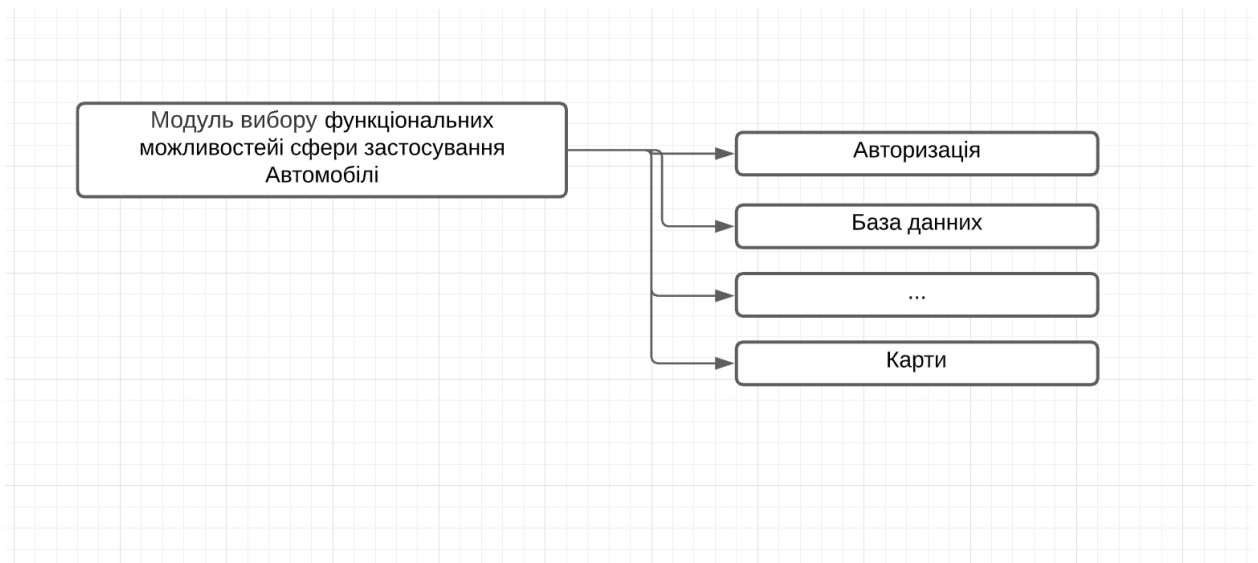 Модуль вибору функціональних
можливостейі сфери застосування
Автомобілі
Авторизація
База данних
...
Карти